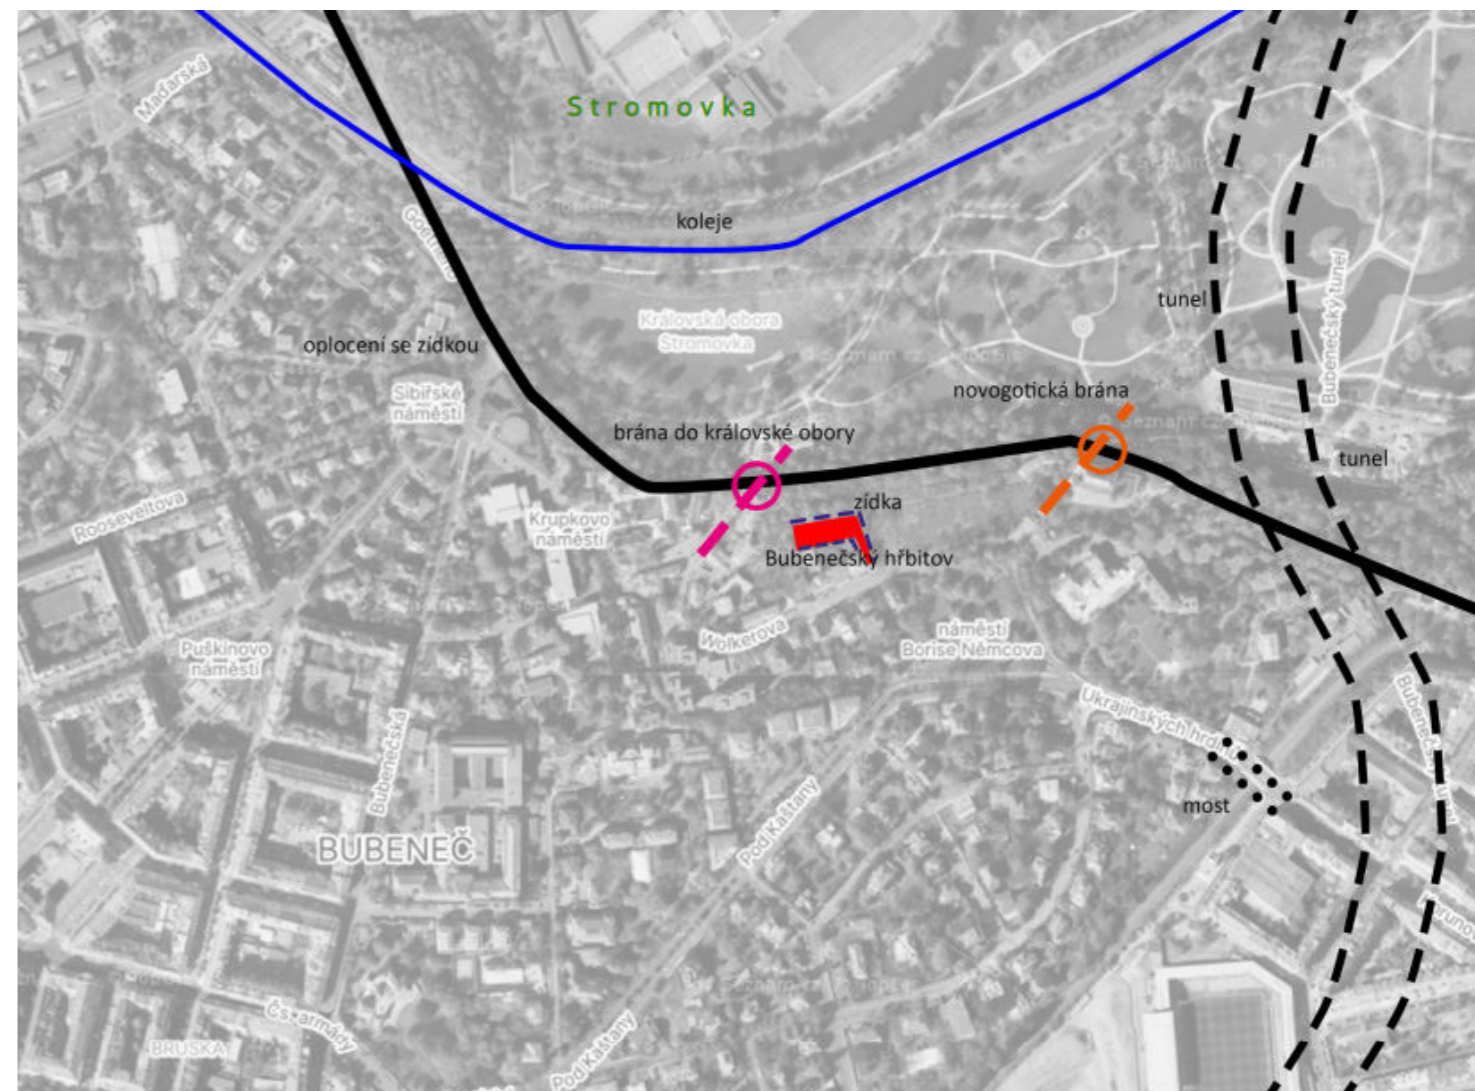 Maďarská
Stromovka
koleje
Královská obora
Stromovka
tunel
Bubenečský tunel
oplocení se zídkou
Sibiřské
náměstí
novogotická brána
brána do královské obory
tunel
zídka
Rooseveltova
Krupkovo
náměstí
Bubenečský hřbitov
Wolkerova
náměstí
Borise Němcova
Puškinovo
náměstí
Ukrajinských
Bubenečská
most
Pod Kaštany
BUBENEČ
Čs. armády
BRUSKA
Pod Kaštany